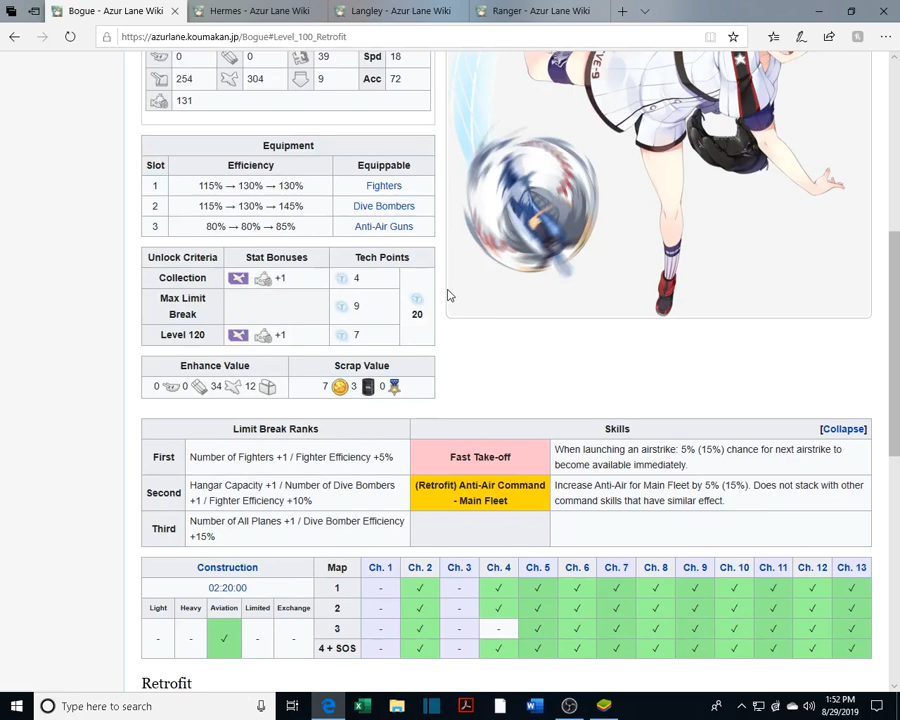 Bogue - Azur Lane Wiki
Hermes - Azur Lane Wiki
Langley - Azur Lane Wiki
Ranger - Azur Lane Wiki
https://azurlane.koumakan.jp/Bogue#Level_100_Retrofit
0 0 39 Spd 18
254 304 9 Acc 72
131
Equipment
Slot Efficiency Equippable
1 115% → 130% → 130% Fighters
2 115% → 130% → 145% Dive Bombers
3 80% → 80% → 85% Anti-Air Guns
Unlock Criteria Stat Bonuses Tech Points
Collection +1 4
Max Limit Break 9 20
Level 120 +1 7
Enhance Value Scrap Value
0 0 34 12 7 3 0
Limit Break Ranks Skills [Collapse]
First Number of Fighters +1 / Fighter Efficiency +5% Fast Take-off When launching an airstrike: 5% (15%) chance for next airstrike to
become available immediately.
Second Hangar Capacity +1 / Number of Dive Bombers
+1 / Fighter Efficiency +10%
(Retrofit) Anti-Air Command
- Main Fleet
Increase Anti-Air for Main Fleet by 5% (15%). Does not stack with other
command skills that have similar effect.
Third Number of All Planes +1 / Dive Bomber Efficiency
+15%
Construction Map Ch. 1 Ch. 2 Ch. 3 Ch. 4 Ch. 5 Ch. 6 Ch. 7 Ch. 8 Ch. 9 Ch. 10 Ch. 11 Ch. 12 Ch. 13
02:20:00 1 - ✓ - ✓ ✓ ✓ ✓ ✓ ✓ ✓ ✓ ✓ ✓
Light Heavy Aviation Limited Exchange 2 - ✓ - ✓ ✓ ✓ ✓ ✓ ✓ ✓ ✓ ✓ ✓
- - ✓ - - 3 - ✓ - - ✓ ✓ ✓ ✓ ✓ ✓ ✓ ✓ ✓
4 + SOS - ✓ - ✓ ✓ ✓ ✓ ✓ ✓ ✓ ✓ ✓ ✓
Retrofit
Type here to search
1:52 PM
8/29/2019